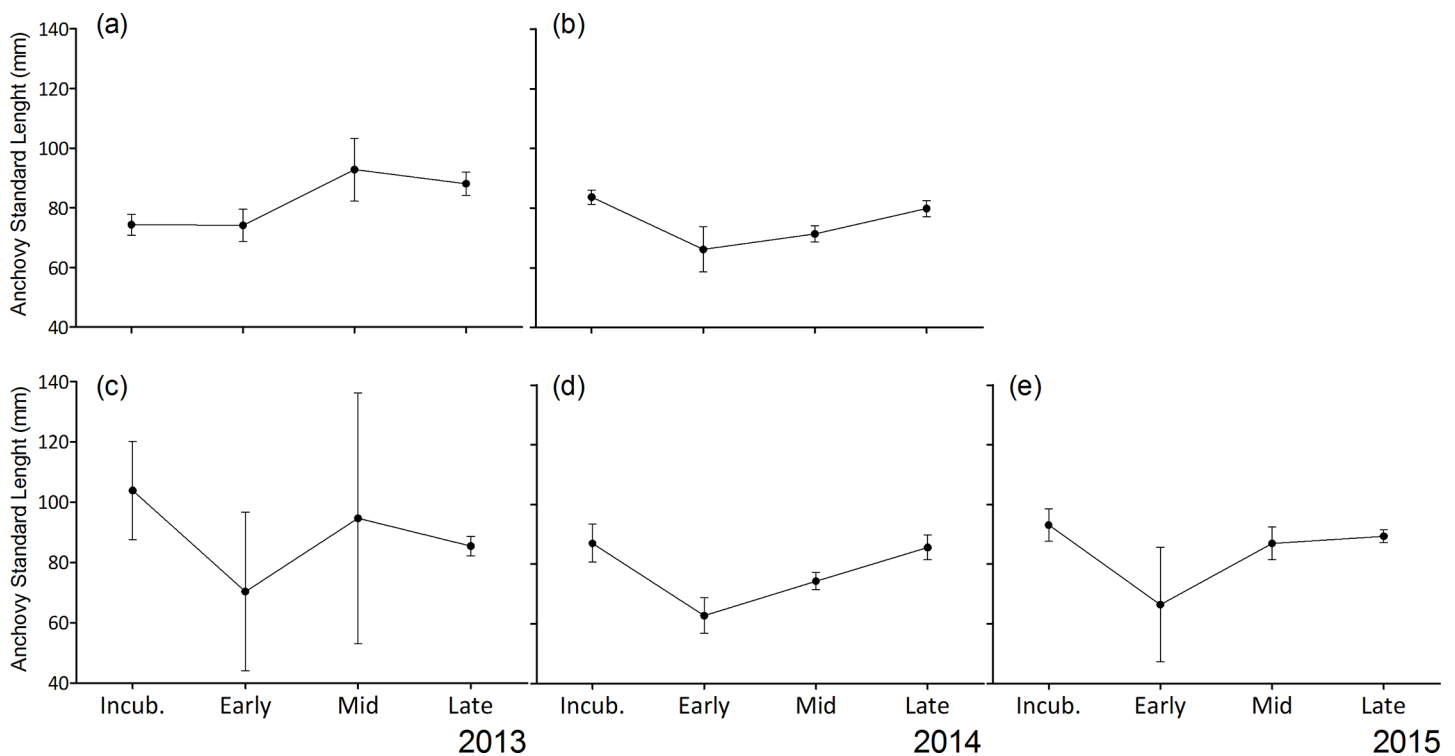 (a) (b)
Anchovy Standard Lenght (mm)
140
120
100
80
60
40
(c) (d) (e)
Anchovy Standard Lenght (mm)
140
120
100
80
60
40
Incub. Early Mid Late Incub. Early Mid Late Incub. Early Mid Late
2013 2014 2015